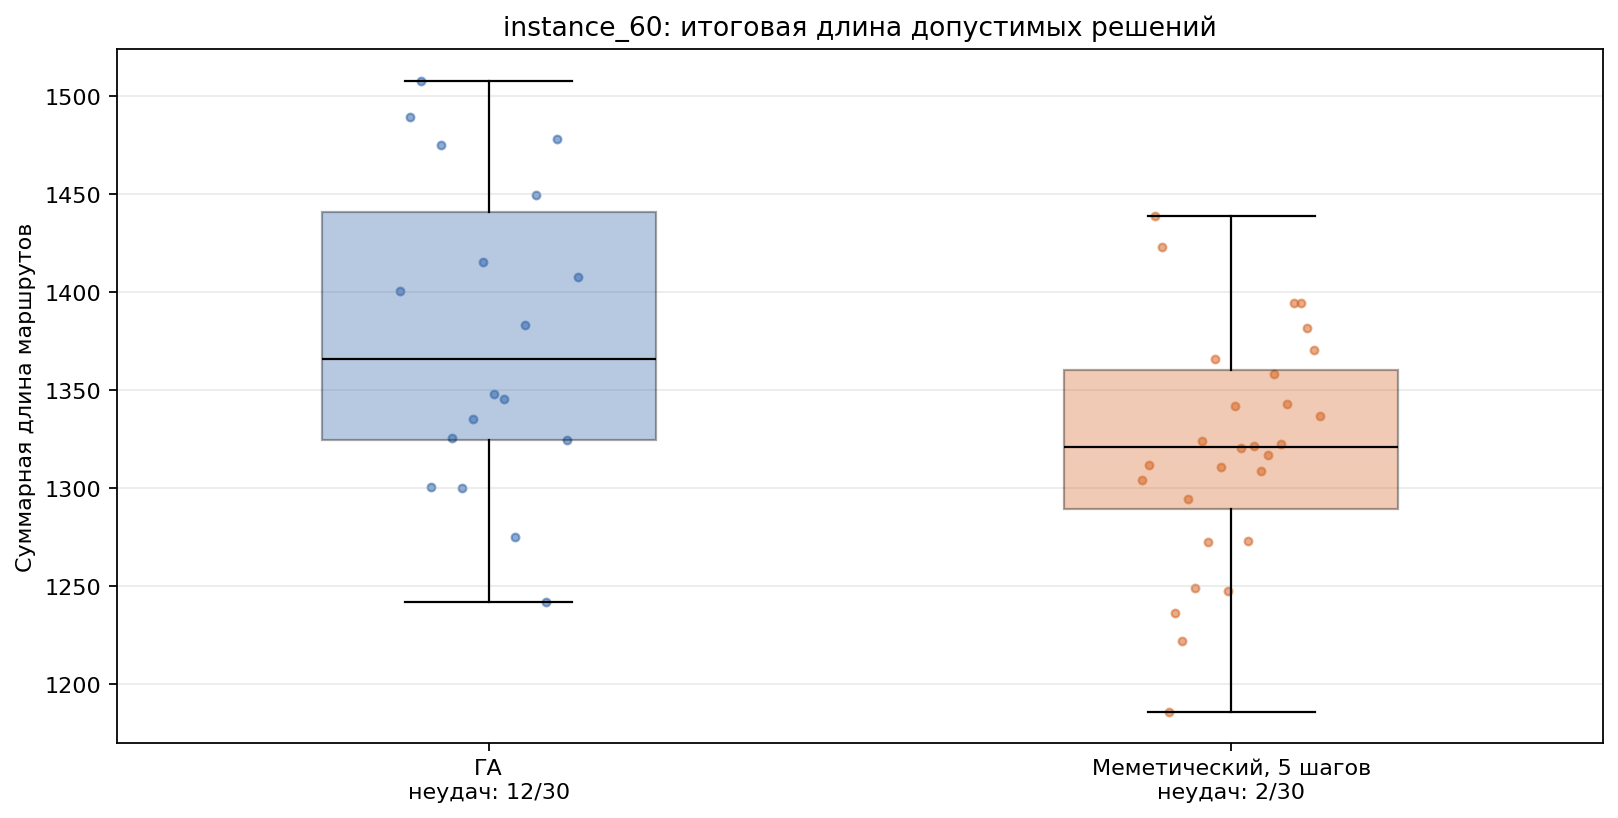 instance_60: итоговая длина допустимых решений
Суммарная длина маршрутов
1500
1450
1400
1350
1300
1250
1200
ГА
неудач: 12/30
Меметический, 5 шагов
неудач: 2/30